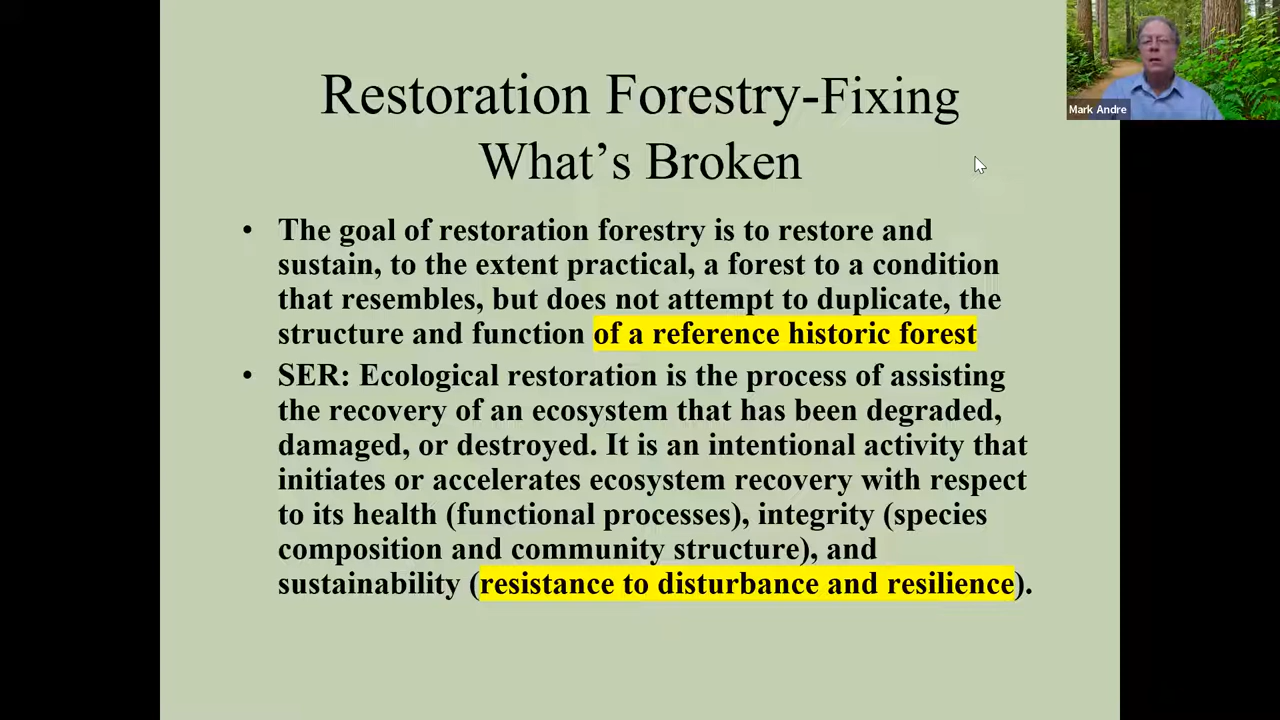 Restoration Forestry-Fixing
What's Broken
• The goal of restoration forestry is to restore and
sustain, to the extent practical, a forest to a condition
that resembles, but does not attempt to duplicate, the
structure and function of a reference historic forest
• SER: Ecological restoration is the process of assisting
the recovery of an ecosystem that has been degraded,
damaged, or destroyed. It is an intentional activity that
initiates or accelerates ecosystem recovery with respect
to its health (functional processes), integrity (species
composition and community structure), and
sustainability (resistance to disturbance and resilience).
Mark Andre